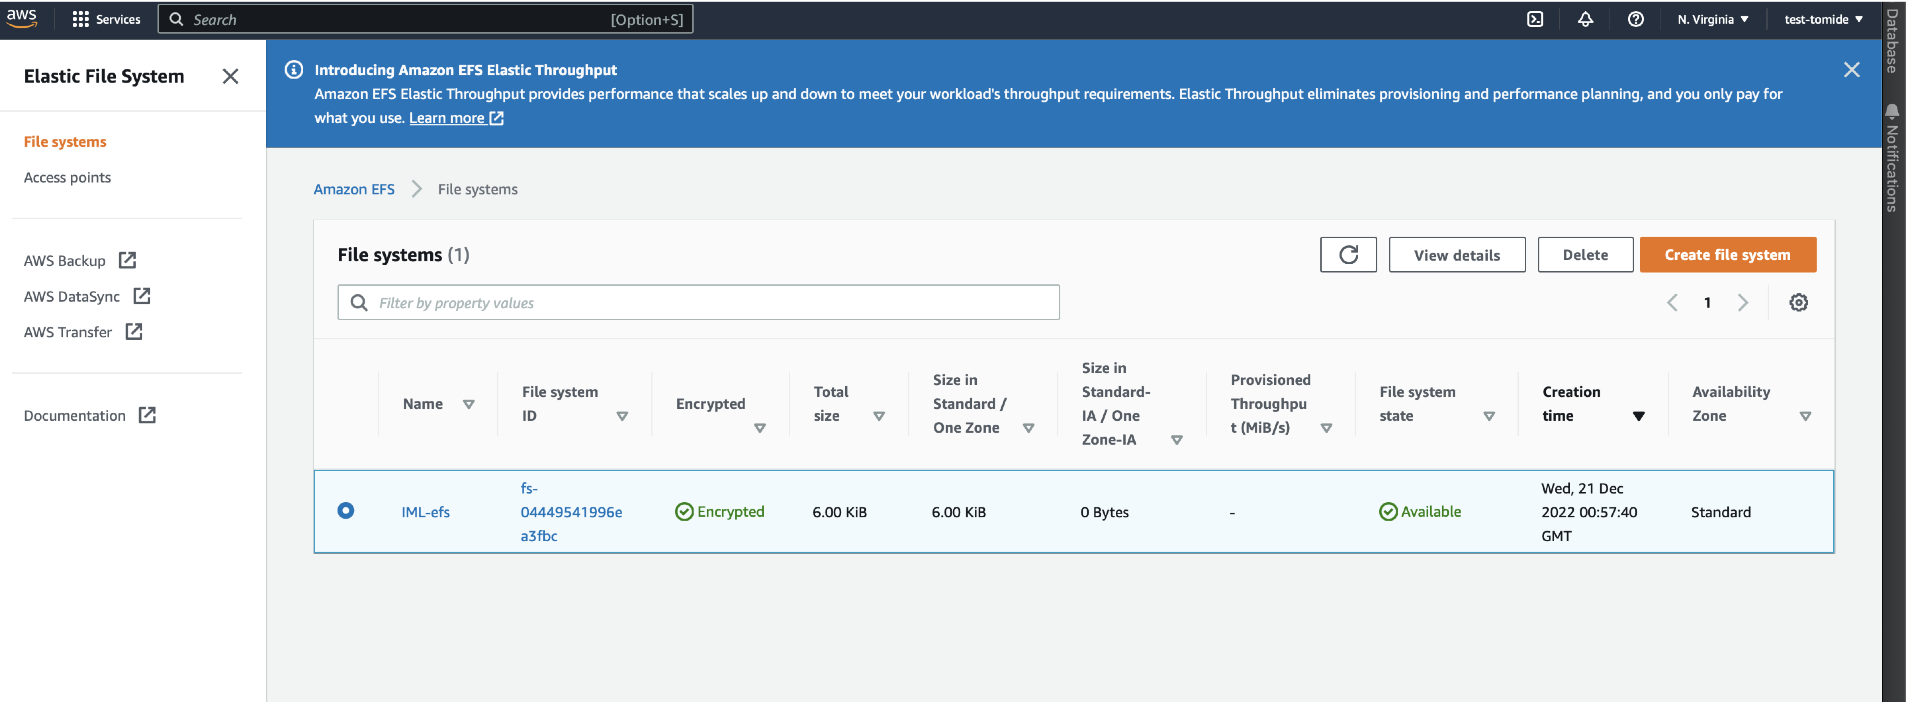 aws
Services
Search
[Option+S]
N. Virginia
test-tomide
Database
Notifications
Elastic File System
File systems
Access points
AWS Backup
AWS DataSync
AWS Transfer
Documentation
Introducing Amazon EFS Elastic Throughput
Amazon EFS Elastic Throughput provides performance that scales up and down to meet your workload's throughput requirements. Elastic Throughput eliminates provisioning and performance planning, and you only pay for
what you use. Learn more
Amazon EFS
File systems
File systems (1)
View details
Delete
Create file system
Filter by property values
1
Name
File system
ID
Encrypted
Total
size
Size in
Standard /
One Zone
Size in
Standard-
IA / One
Zone-IA
Provisioned
Throughpu
t (MiB/s)
File system
state
Creation
time
Availability
Zone
IML-efs
fs-
04449541996e
a3fbc
Encrypted
6.00 KiB
6.00 KiB
0 Bytes
-
Available
Wed, 21 Dec
2022 00:57:40
GMT
Standard